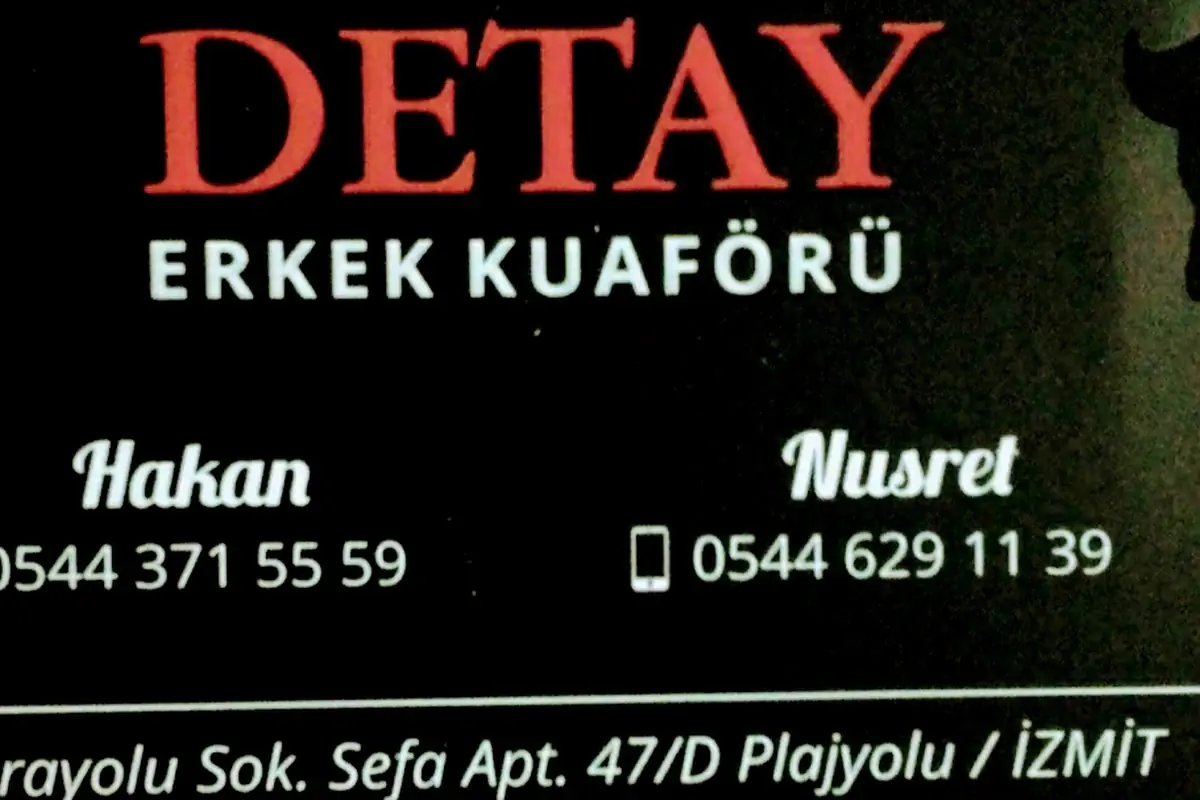 DETAY
ERKEK KUAFÖRÜ
Hakan Nusret
0544 371 55 59 0544 629 11 39
rayolu Sok. Sefa Apt. 47/D Plajyolu / İZMİT